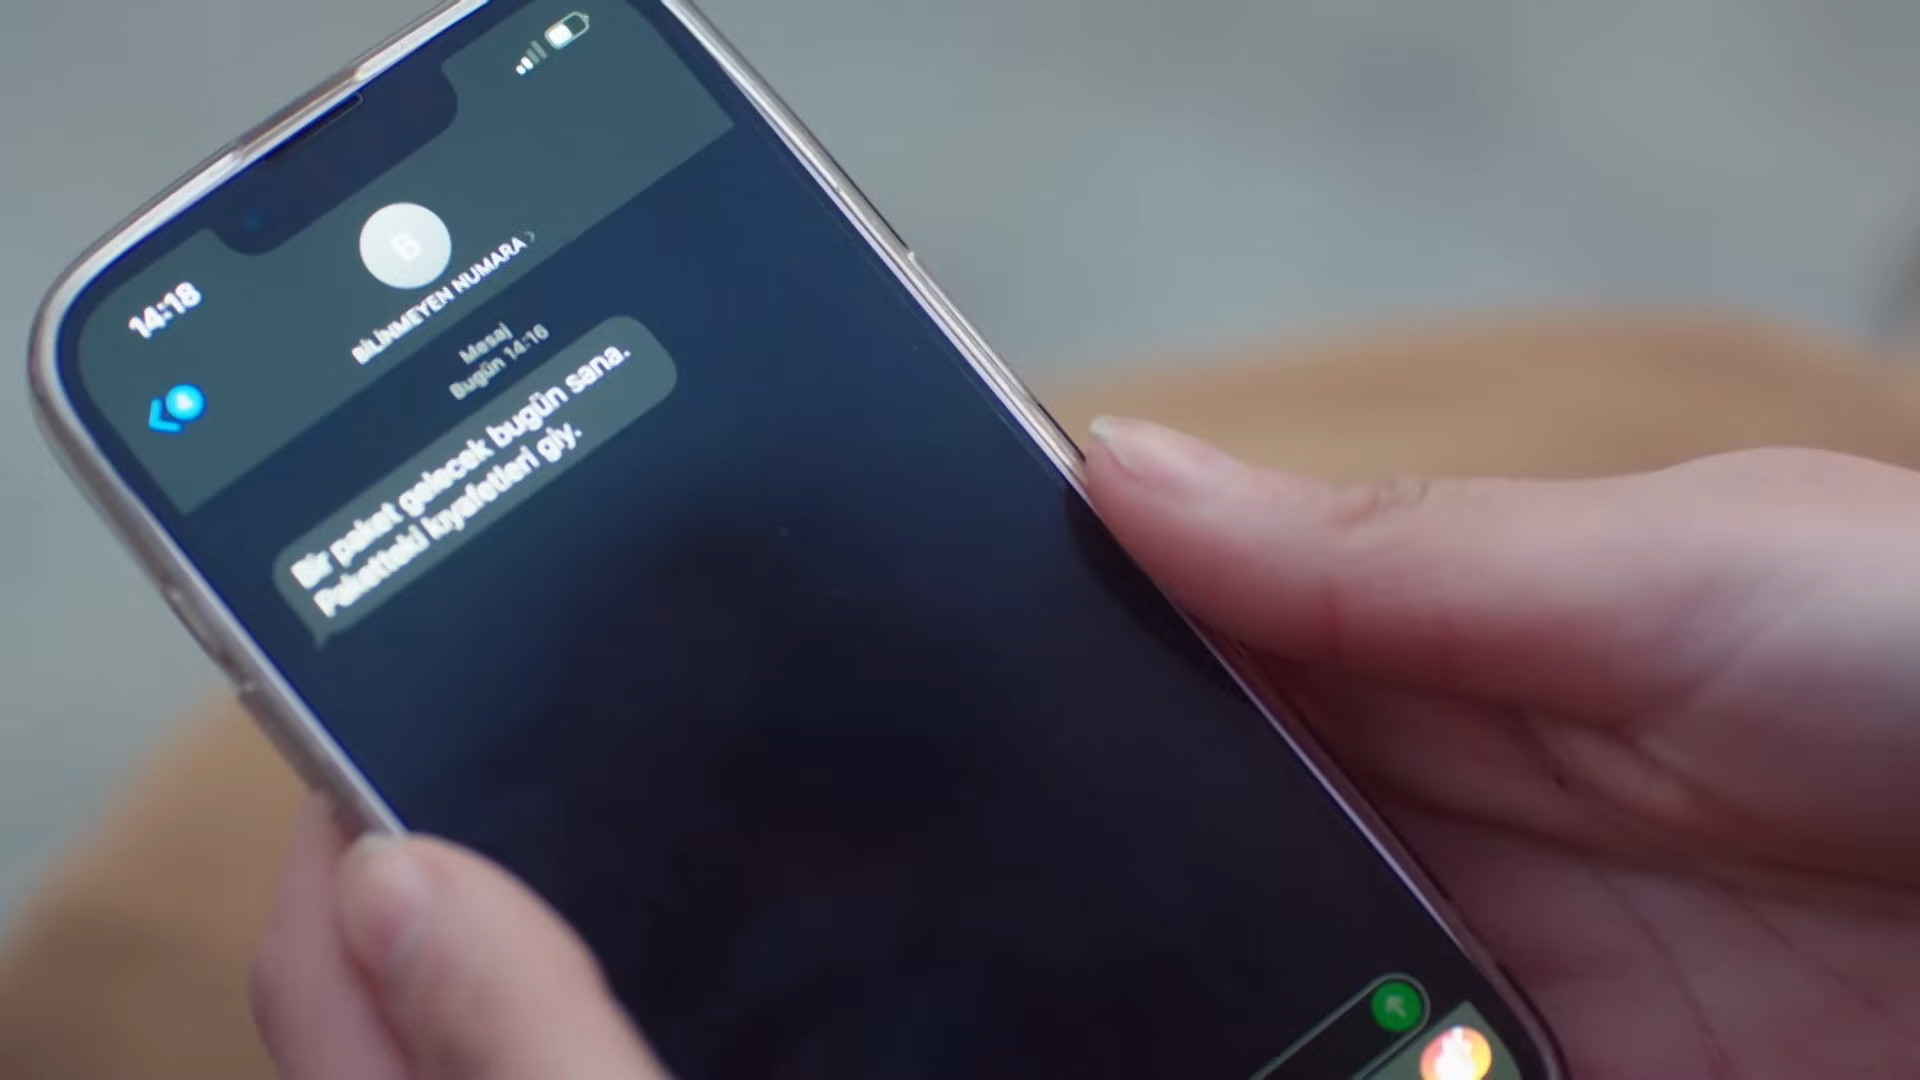 14:18
B
BİLİNMEYEN NUMARA
Mesaj
Bugün 14:16
Bir paket gelecek bugün sana.
Paketteki kıyafetleri giy.